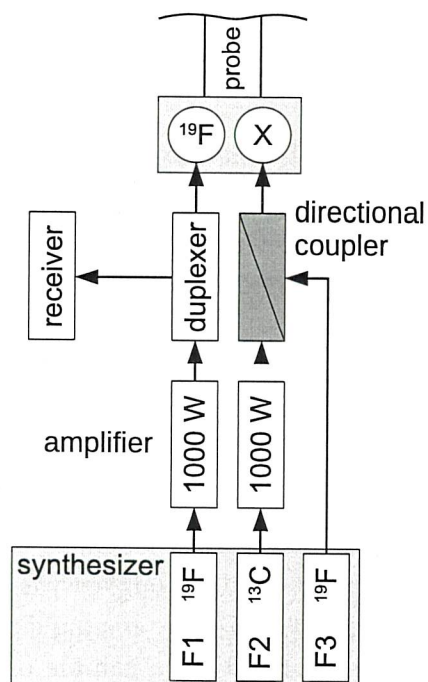 probe
¹⁹F
X
directional
coupler
receiver
duplexer
amplifier
1000 W
1000 W
synthesizer
F1 ¹⁹F
F2 ¹³C
F3 ¹⁹F